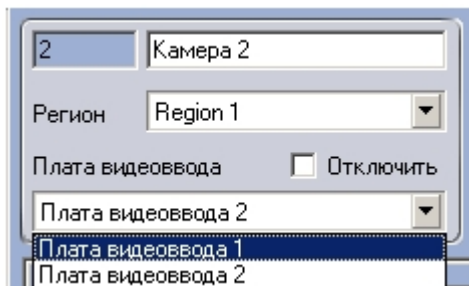 2 Камера 2
Регион Region 1
Плата видеоввода Отключить
Плата видеоввода 2
Плата видеоввода 1
Плата видеоввода 2